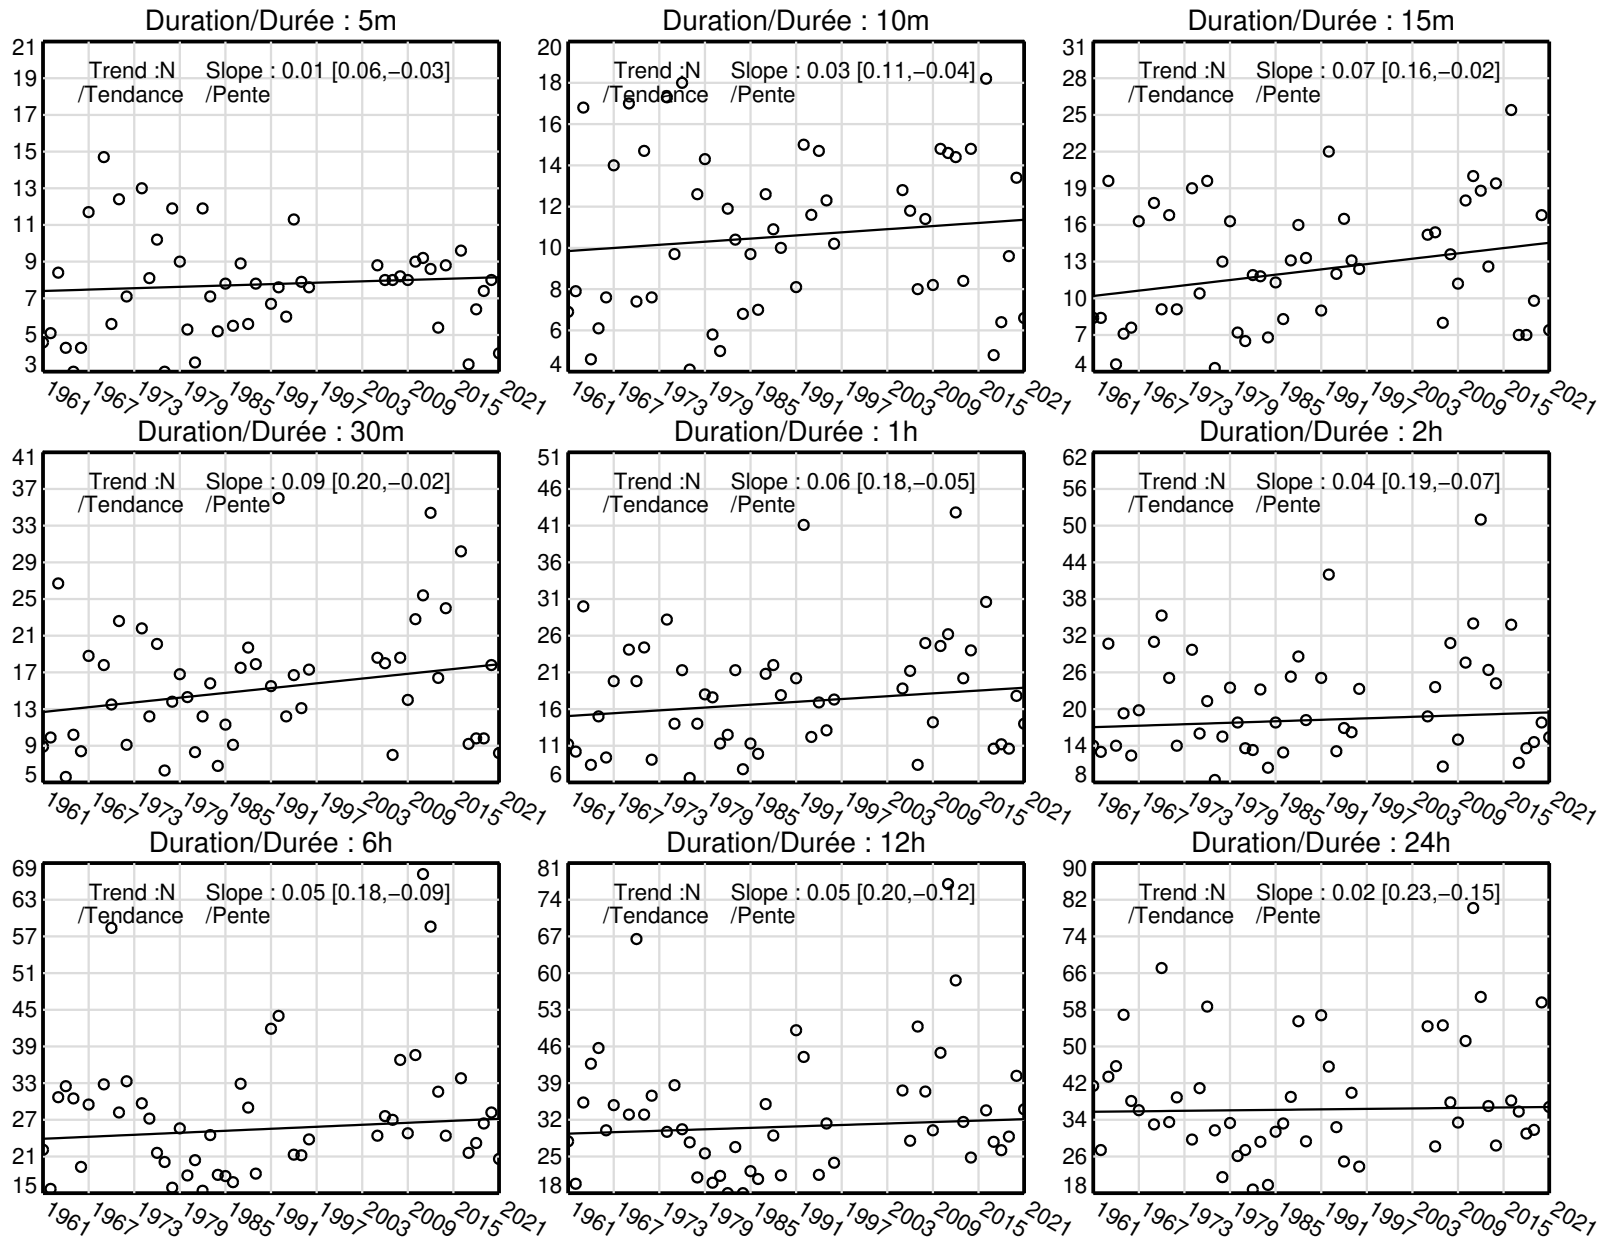 Duration/Durée : 5m
21
19
17
15
13
11
9
7
5
3
Trend :N Slope : 0.01 [0.06,−0.03]
/Tendance /Pente
1961 1967 1973 1979 1985 1991 1997 2003 2009 2015 2021
Duration/Durée : 10m
20
18
16
14
12
10
8
6
4
Trend :N Slope : 0.03 [0.11,−0.04]
/Tendance /Pente
1961 1967 1973 1979 1985 1991 1997 2003 2009 2015 2021
Duration/Durée : 15m
31
28
25
22
19
16
13
10
7
4
Trend :N Slope : 0.07 [0.16,−0.02]
/Tendance /Pente
1961 1967 1973 1979 1985 1991 1997 2003 2009 2015 2021
Duration/Durée : 30m
41
37
33
29
25
21
17
13
9
5
Trend :N Slope : 0.09 [0.20,−0.02]
/Tendance /Pente
1961 1967 1973 1979 1985 1991 1997 2003 2009 2015 2021
Duration/Durée : 1h
51
46
41
36
31
26
21
16
11
6
Trend :N Slope : 0.06 [0.18,−0.05]
/Tendance /Pente
1961 1967 1973 1979 1985 1991 1997 2003 2009 2015 2021
Duration/Durée : 2h
62
56
50
44
38
32
26
20
14
8
Trend :N Slope : 0.04 [0.19,−0.07]
/Tendance /Pente
1961 1967 1973 1979 1985 1991 1997 2003 2009 2015 2021
Duration/Durée : 6h
69
63
57
51
45
39
33
27
21
15
Trend :N Slope : 0.05 [0.18,−0.09]
/Tendance /Pente
1961 1967 1973 1979 1985 1991 1997 2003 2009 2015 2021
Duration/Durée : 12h
81
74
67
60
53
46
39
32
25
18
Trend :N Slope : 0.05 [0.20,−0.12]
/Tendance /Pente
1961 1967 1973 1979 1985 1991 1997 2003 2009 2015 2021
Duration/Durée : 24h
90
82
74
66
58
50
42
34
26
18
Trend :N Slope : 0.02 [0.23,−0.15]
/Tendance /Pente
1961 1967 1973 1979 1985 1991 1997 2003 2009 2015 2021